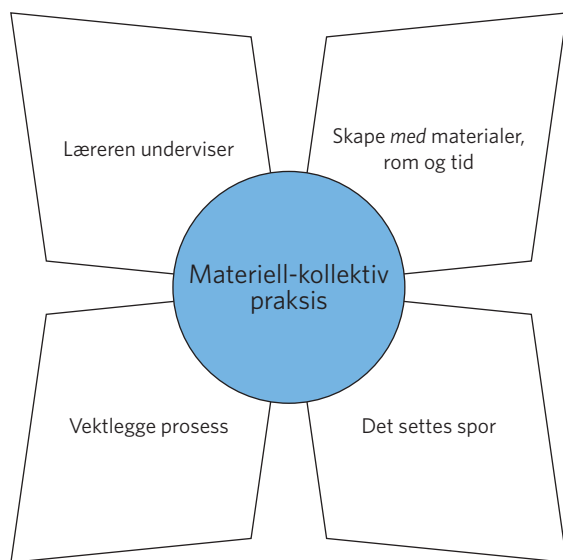 Læreren underviser
Skape med materialer,
rom og tid
Materiell-kollektiv
praksis
Vektlegge prosess
Det settes spor